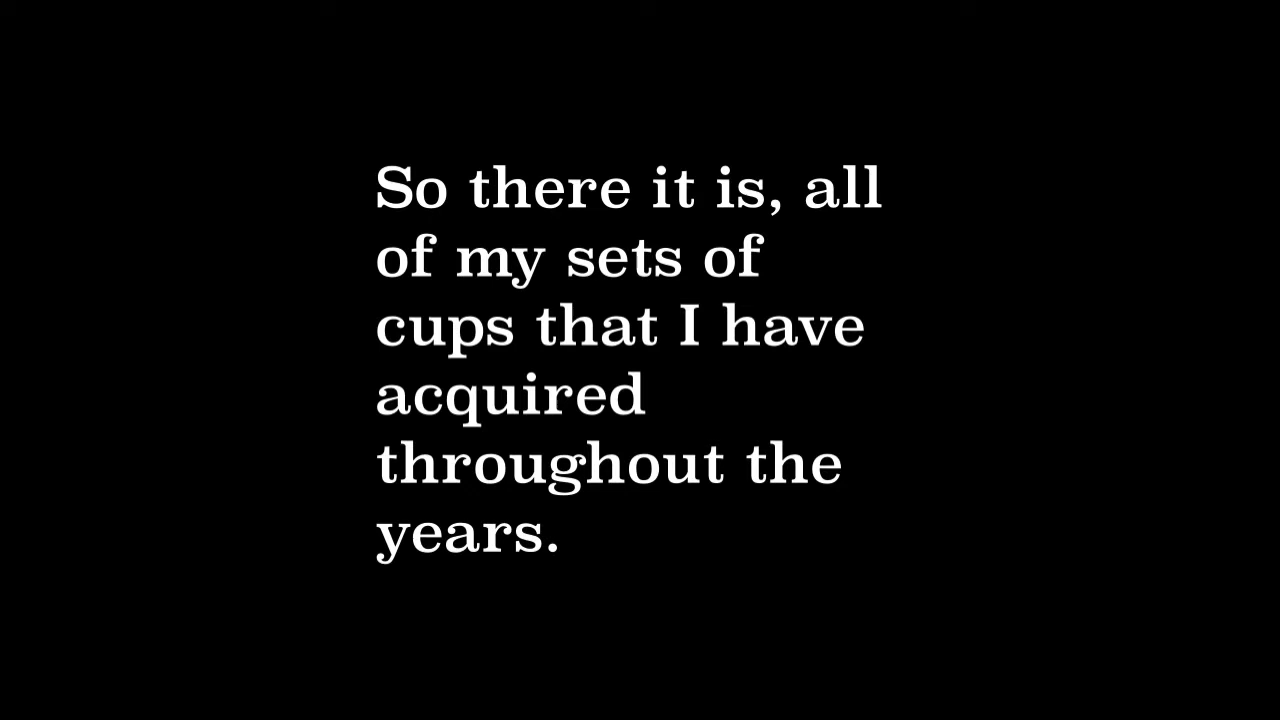 So there it is, all
of my sets of
cups that I have
acquired
throughout the
years.